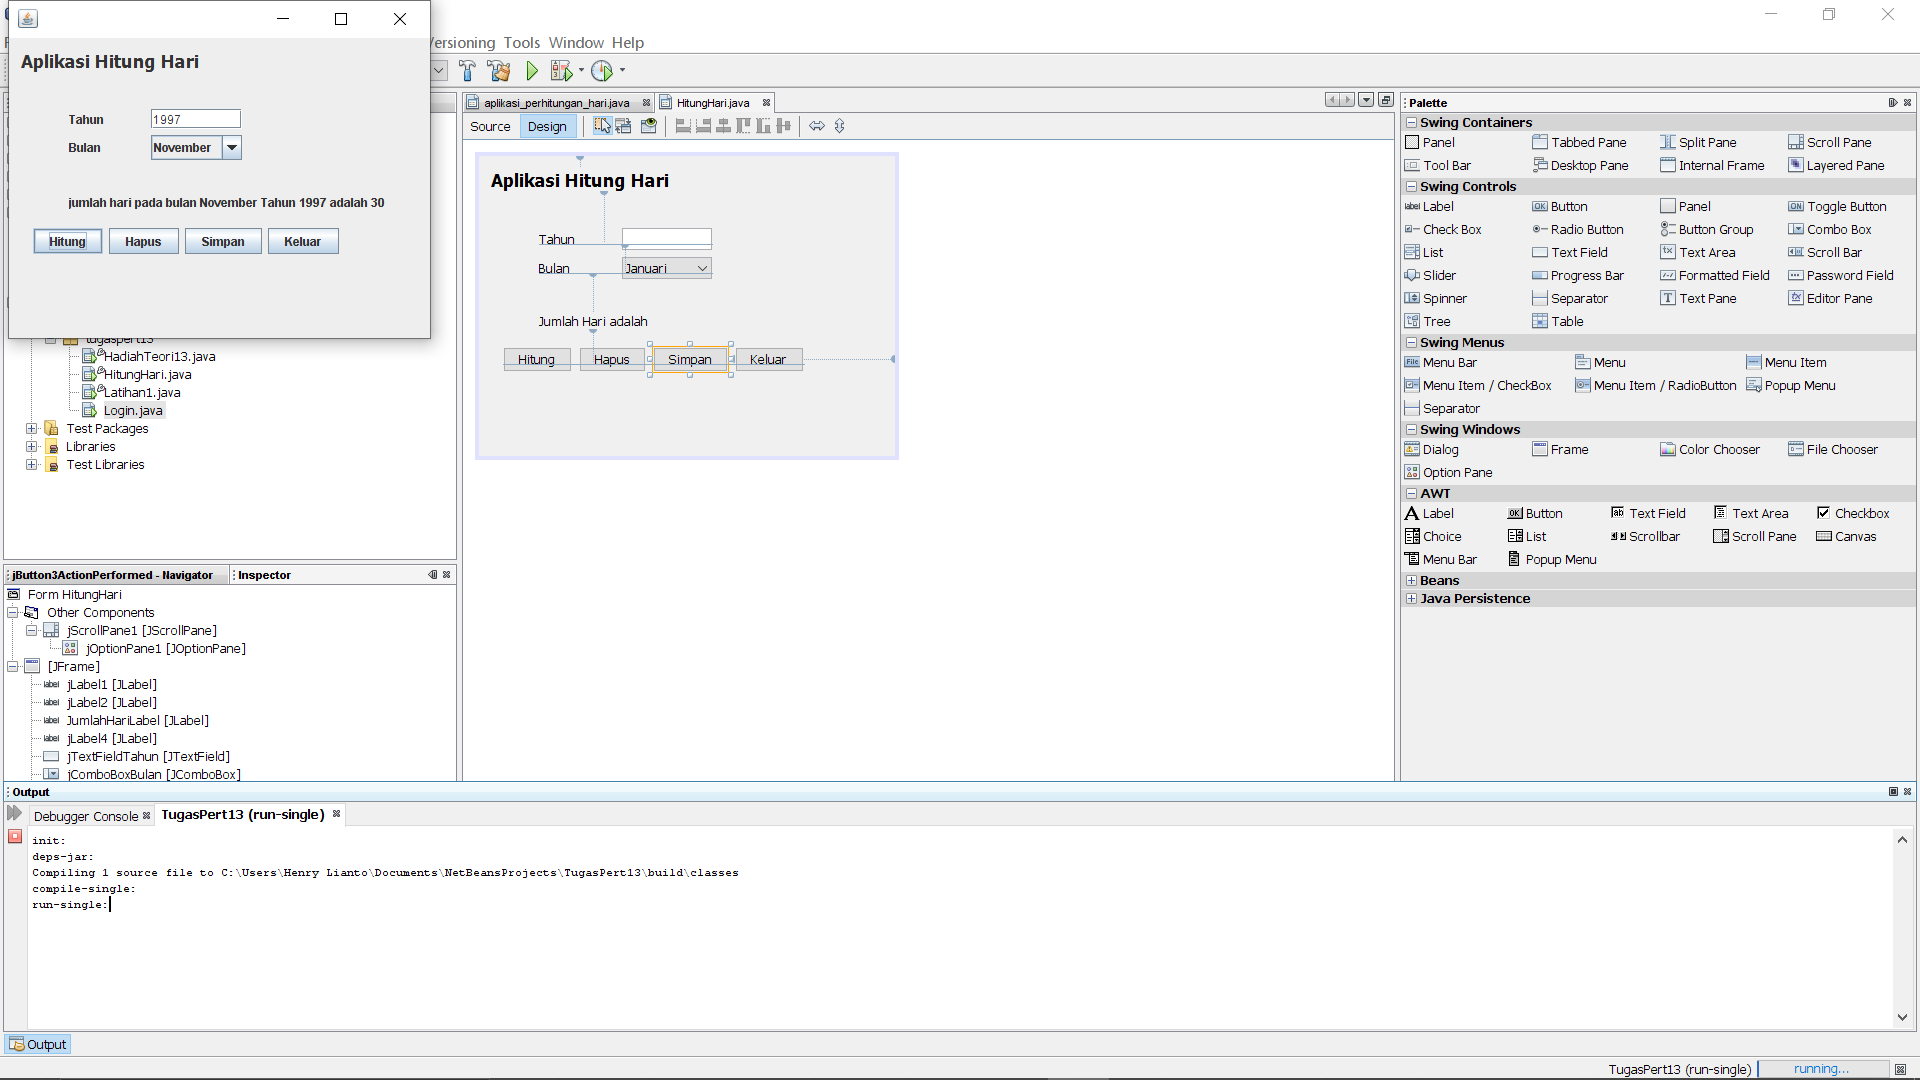 Aplikasi Hitung Hari
Tahun 1997
Bulan November
jumlah hari pada bulan November Tahun 1997 adalah 30
Hitung Hapus Simpan Keluar
Versioning Tools Window Help
aplikasi_perhitungan_hari.java HitungHari.java
Source Design
Aplikasi Hitung Hari
Tahun
Bulan Januari
Jumlah Hari adalah
Hitung Hapus Simpan Keluar
tugaspert13
HadiahTeori13.java
HitungHari.java
Latihan1.java
Login.java
Test Packages
Libraries
Test Libraries
jButton3ActionPerformed - Navigator Inspector
Form HitungHari
Other Components
jScrollPane1 [JScrollPane]
jOptionPane1 [JOptionPane]
[JFrame]
jLabel1 [JLabel]
jLabel2 [JLabel]
JumlahHariLabel [JLabel]
jLabel4 [JLabel]
jTextFieldTahun [JTextField]
jComboBoxBulan [JComboBox]
Palette
Swing Containers
Panel Tabbed Pane Split Pane Scroll Pane
Tool Bar Desktop Pane Internal Frame Layered Pane
Swing Controls
Label Button Panel Toggle Button
Check Box Radio Button Button Group Combo Box
List Text Field Text Area Scroll Bar
Slider Progress Bar Formatted Field Password Field
Spinner Separator Text Pane Editor Pane
Tree Table
Swing Menus
Menu Bar Menu Menu Item
Menu Item / CheckBox Menu Item / RadioButton Popup Menu
Separator
Swing Windows
Dialog Frame Color Chooser File Chooser
Option Pane
AWT
Label Button Text Field Text Area Checkbox
Choice List Scrollbar Scroll Pane Canvas
Menu Bar Popup Menu
Beans
Java Persistence
Output
Debugger Console TugasPert13 (run-single)
init:
deps-jar:
Compiling 1 source file to C:\Users\Henry Lianto\Documents\NetBeansProjects\TugasPert13\build\classes
compile-single:
run-single:
Output
TugasPert13 (run-single) running...